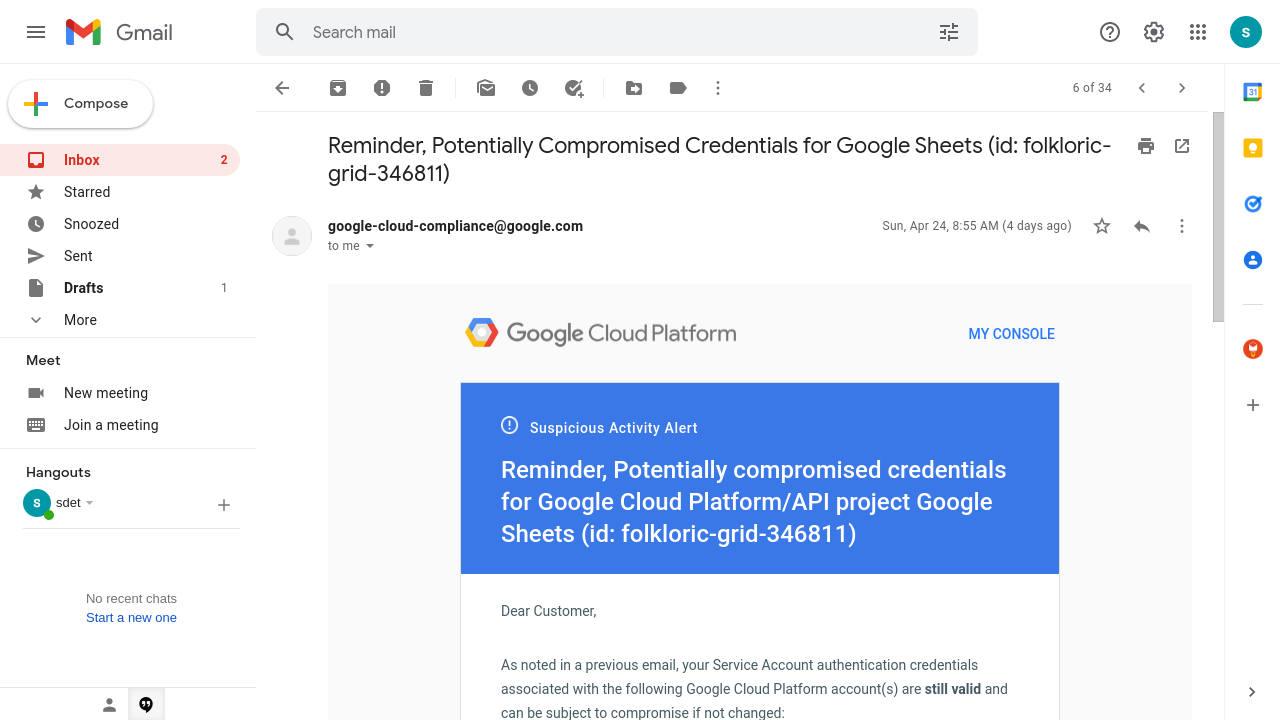 Gmail
Search mail
S
Compose
6 of 34
Inbox 2
Starred
Snoozed
Sent
Drafts 1
More
Meet
New meeting
Join a meeting
Hangouts
S
sdet
No recent chats
Start a new one
Reminder, Potentially Compromised Credentials for Google Sheets (id: folkloric-
grid-346811)
google-cloud-compliance@google.com
Sun, Apr 24, 8:55 AM (4 days ago)
to me
Google Cloud Platform
MY CONSOLE
Suspicious Activity Alert
Reminder, Potentially compromised credentials
for Google Cloud Platform/API project Google
Sheets (id: folkloric-grid-346811)
Dear Customer,
As noted in a previous email, your Service Account authentication credentials
associated with the following Google Cloud Platform account(s) are still valid and
can be subject to compromise if not changed:
31